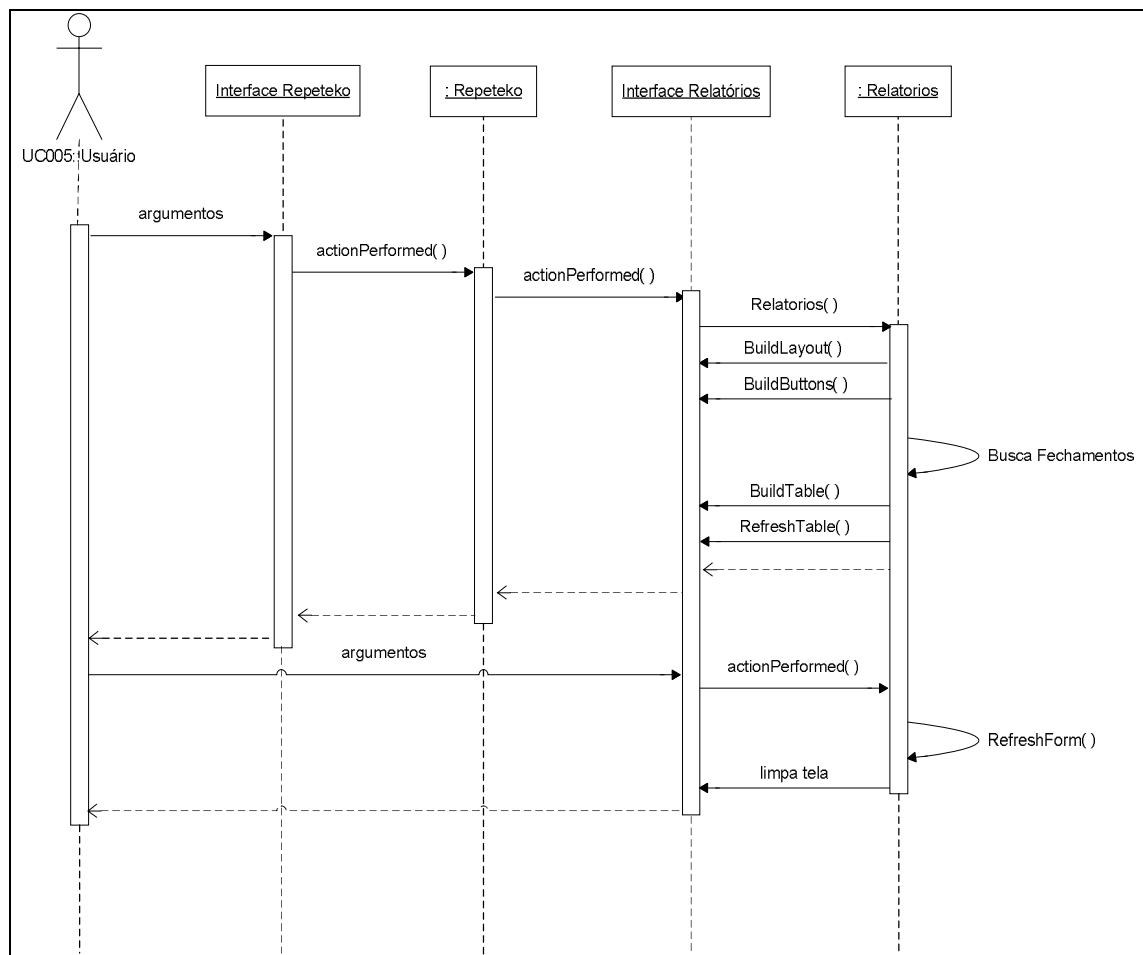 Interface Repeteko
: Repeteko
Interface Relatórios
: Relatorios
UC005: Usuário
argumentos
actionPerformed( )
actionPerformed( )
Relatorios( )
BuildLayout( )
BuildButtons( )
Busca Fechamentos
BuildTable( )
RefreshTable( )
argumentos
actionPerformed( )
RefreshForm( )
limpa tela